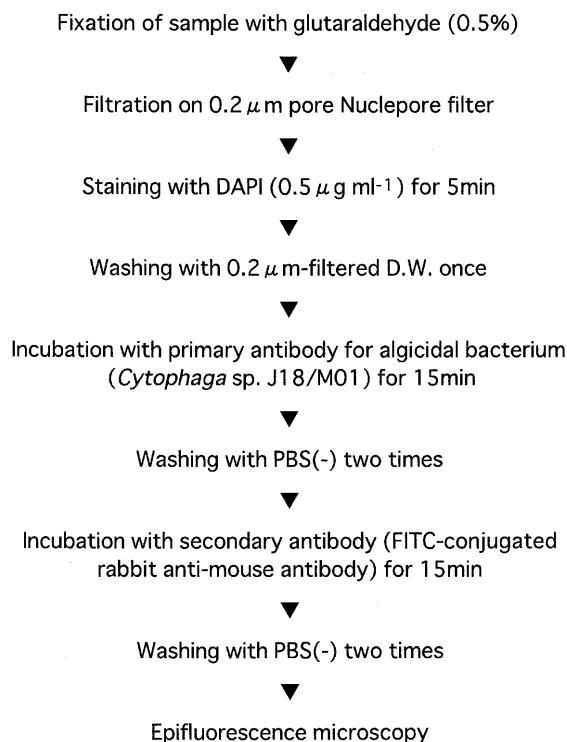 Fixation of sample with glutaraldehyde (0.5%)
▼
Filtration on 0.2 μm pore Nuclepore filter
▼
Staining with DAPI (0.5 μg ml-1) for 5min
▼
Washing with 0.2 μm-filtered D.W. once
▼
Incubation with primary antibody for algicidal bacterium
(Cytophaga sp. J18/M01) for 15min
▼
Washing with PBS(-) two times
▼
Incubation with secondary antibody (FITC-conjugated
rabbit anti-mouse antibody) for 15min
▼
Washing with PBS(-) two times
▼
Epifluorescence microscopy